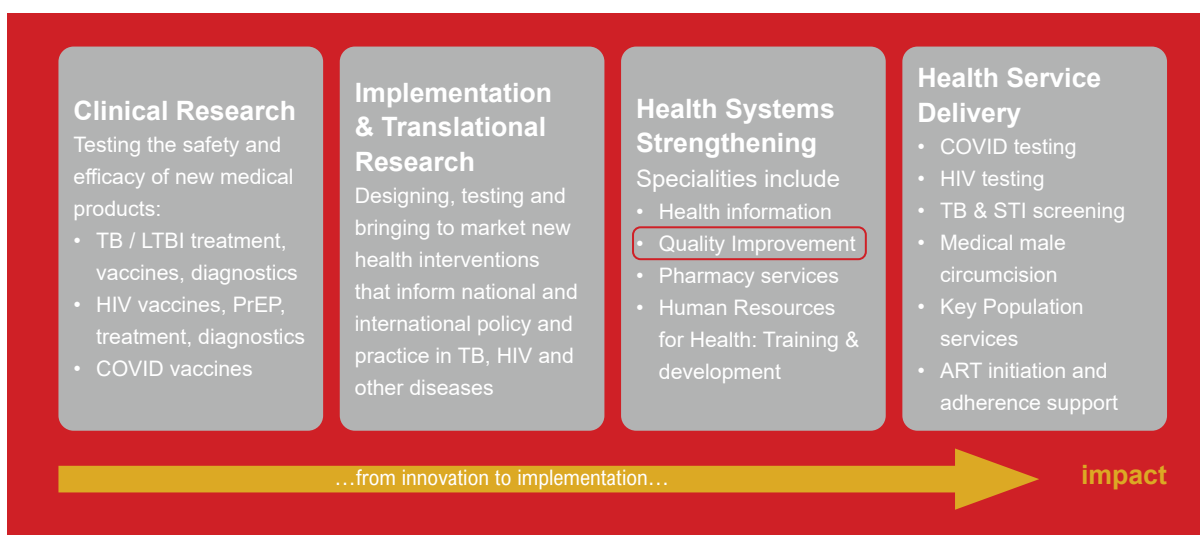 Clinical Research
Testing the safety and
efficacy of new medical
products:
• TB / LTBI treatment,
vaccines, diagnostics
• HIV vaccines, PrEP,
treatment, diagnostics
• COVID vaccines
Implementation
& Translational
Research
Designing, testing and
bringing to market new
health interventions
that inform national and
international policy and
practice in TB, HIV and
other diseases
Health Systems
Strengthening
Specialities include
• Health information
• Quality Improvement
• Pharmacy services
• Human Resources
for Health: Training &
development
Health Service
Delivery
• COVID testing
• HIV testing
• TB & STI screening
• Medical male
circumcision
• Key Population
services
• ART initiation and
adherence support
…from innovation to implementation…
impact